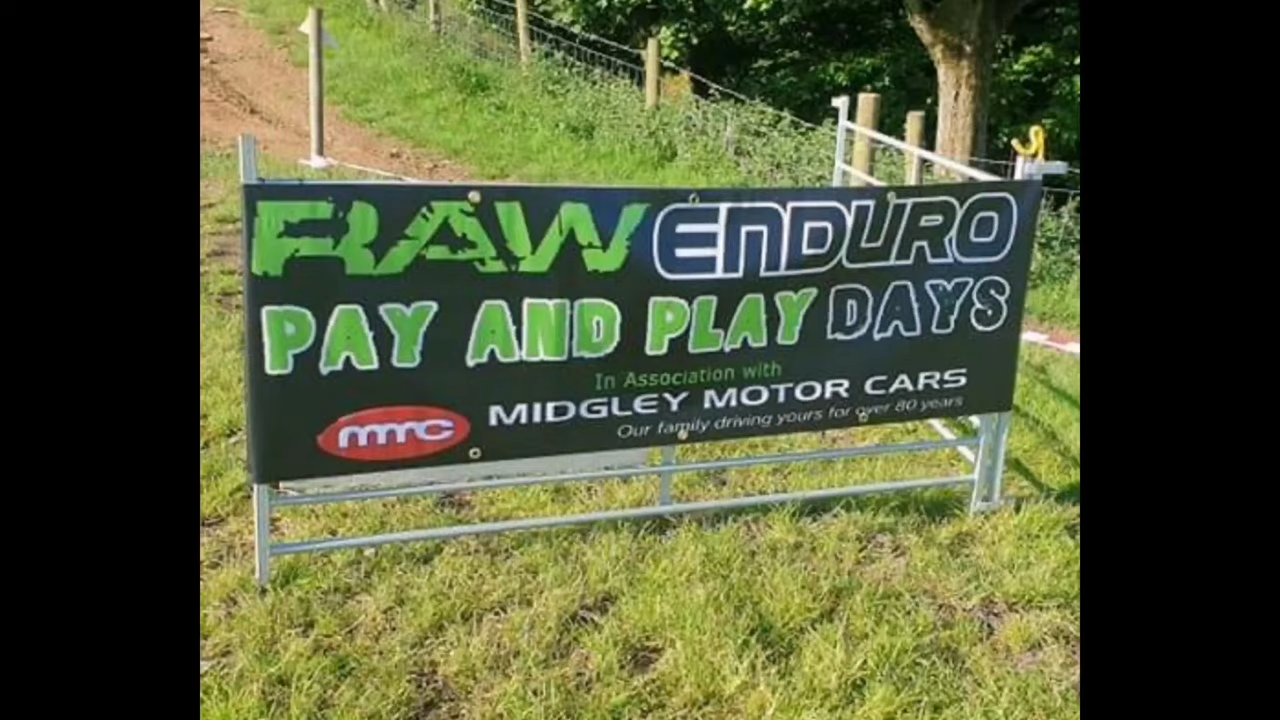 RAW ENDURO
PAY AND PLAY DAYS
In Association with
MIDGLEY MOTOR CARS
Our family driving yours for over 80 years
mmc